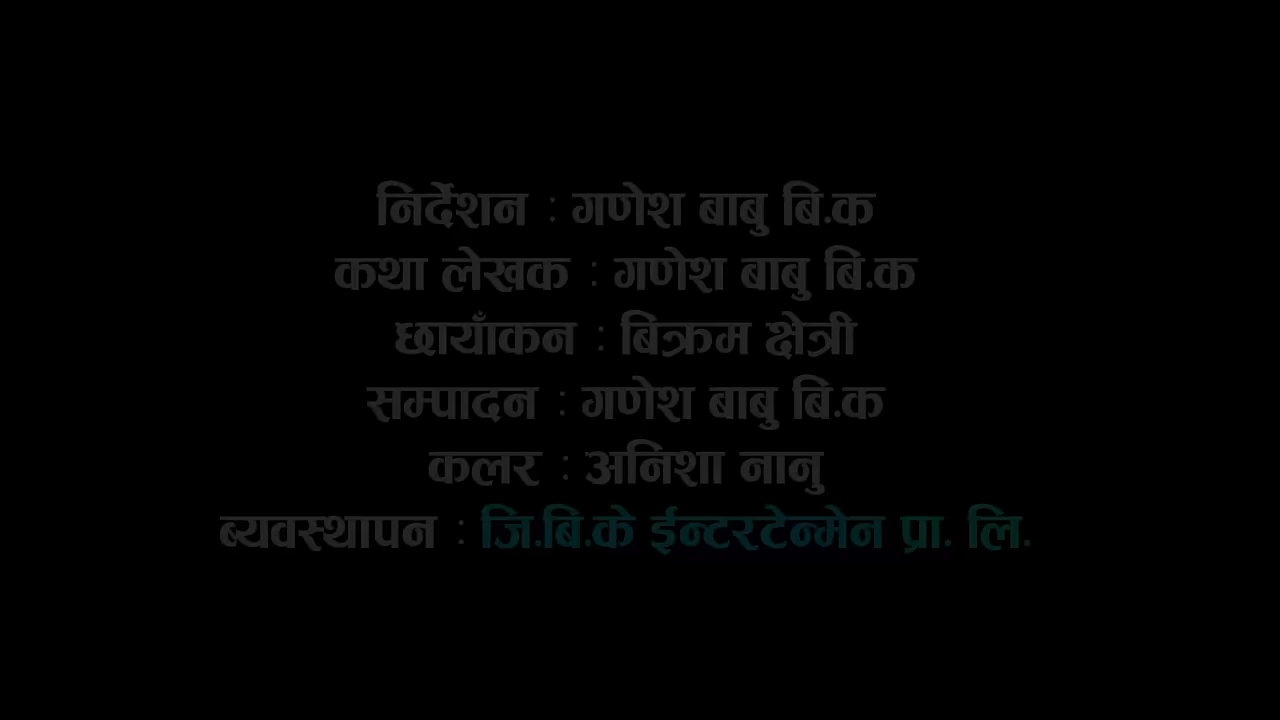 निर्देशन : गणेश बाबु बि.क
कथा लेखक : गणेश बाबु बि.क
छायाँकन : बिक्रम क्षेत्री
सम्पादन : गणेश बाबु बि.क
कलर : अनिशा नानु
ब्यवस्थापन : जि.बि.के ईन्टरटेन्मेन प्रा. लि.